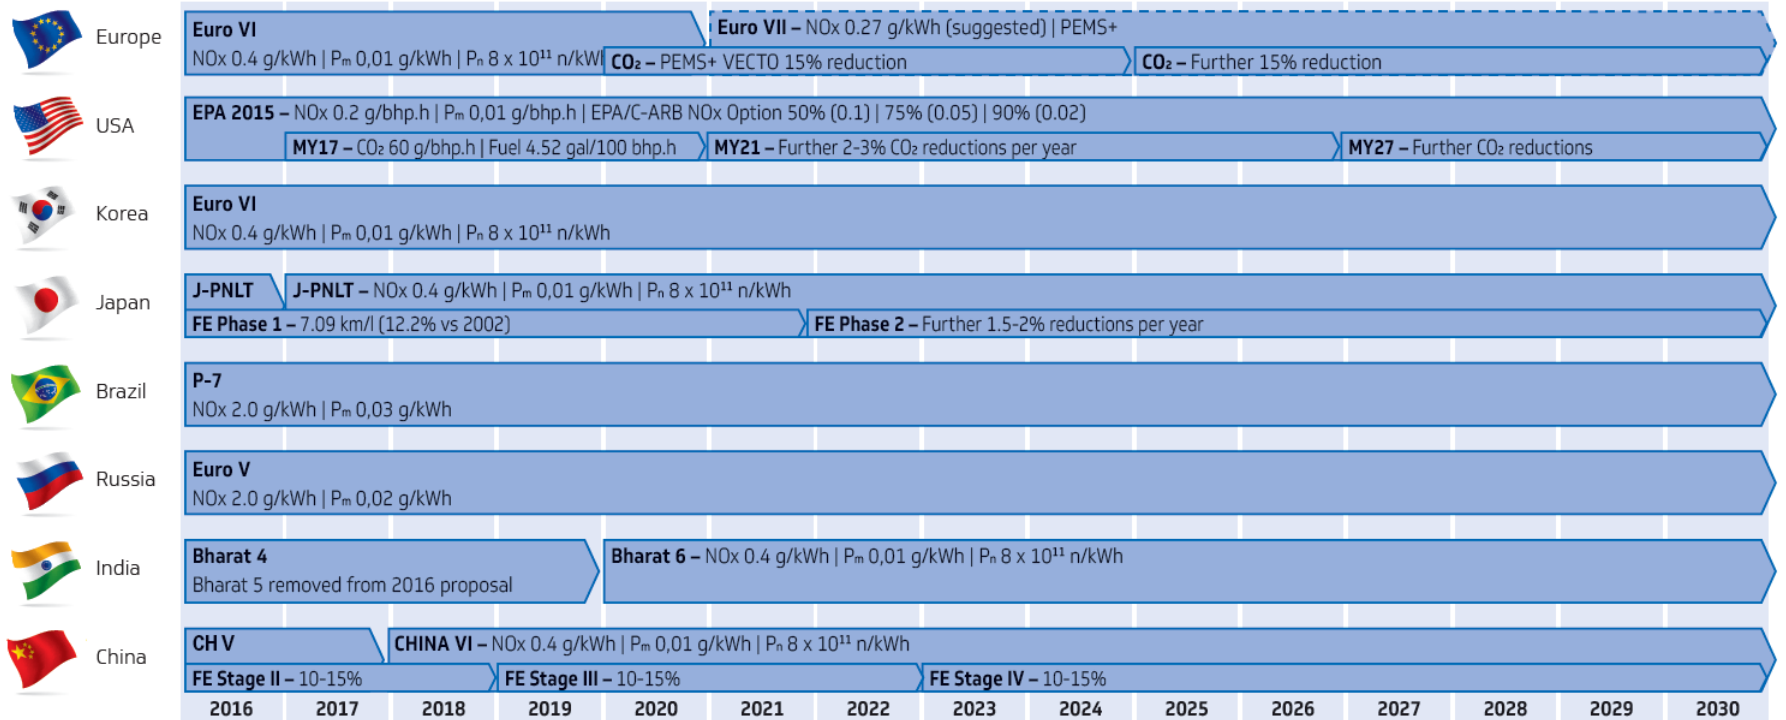 Europe
Euro VI
NOx 0.4 g/kWh | Pm 0,01 g/kWh | Pn 8 x 10¹¹ n/kWl
Euro VII – NOx 0.27 g/kWh (suggested) | PEMS+
CO₂ – PEMS+ VECTO 15% reduction
CO₂ – Further 15% reduction
USA
EPA 2015 – NOx 0.2 g/bhp.h | Pm 0,01 g/bhp.h | EPA/C-ARB NOx Option 50% (0.1) | 75% (0.05) | 90% (0.02)
MY17 – CO₂ 60 g/bhp.h | Fuel 4.52 gal/100 bhp.h
MY21 – Further 2-3% CO₂ reductions per year
MY27 – Further CO₂ reductions
Korea
Euro VI
NOx 0.4 g/kWh | Pm 0,01 g/kWh | Pn 8 x 10¹¹ n/kWh
Japan
J-PNLT
J-PNLT – NOx 0.4 g/kWh | Pm 0,01 g/kWh | Pn 8 x 10¹¹ n/kWh
FE Phase 1 – 7.09 km/l (12.2% vs 2002)
FE Phase 2 – Further 1.5-2% reductions per year
Brazil
P-7
NOx 2.0 g/kWh | Pm 0,03 g/kWh
Russia
Euro V
NOx 2.0 g/kWh | Pm 0,02 g/kWh
India
Bharat 4
Bharat 5 removed from 2016 proposal
Bharat 6 – NOx 0.4 g/kWh | Pm 0,01 g/kWh | Pn 8 x 10¹¹ n/kWh
China
CH V
CHINA VI – NOx 0.4 g/kWh | Pm 0,01 g/kWh | Pn 8 x 10¹¹ n/kWh
FE Stage II – 10-15%
FE Stage III – 10-15%
FE Stage IV – 10-15%
2016 2017 2018 2019 2020 2021 2022 2023 2024 2025 2026 2027 2028 2029 2030